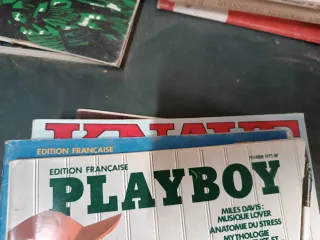 EDITION FRANÇAISE
EDITION FRANÇAISE
PLAYBOY
MILES DAVIS:
MUSIQUE LOVER
ANATOMIE DU STRESS
MYTHOLOGIE